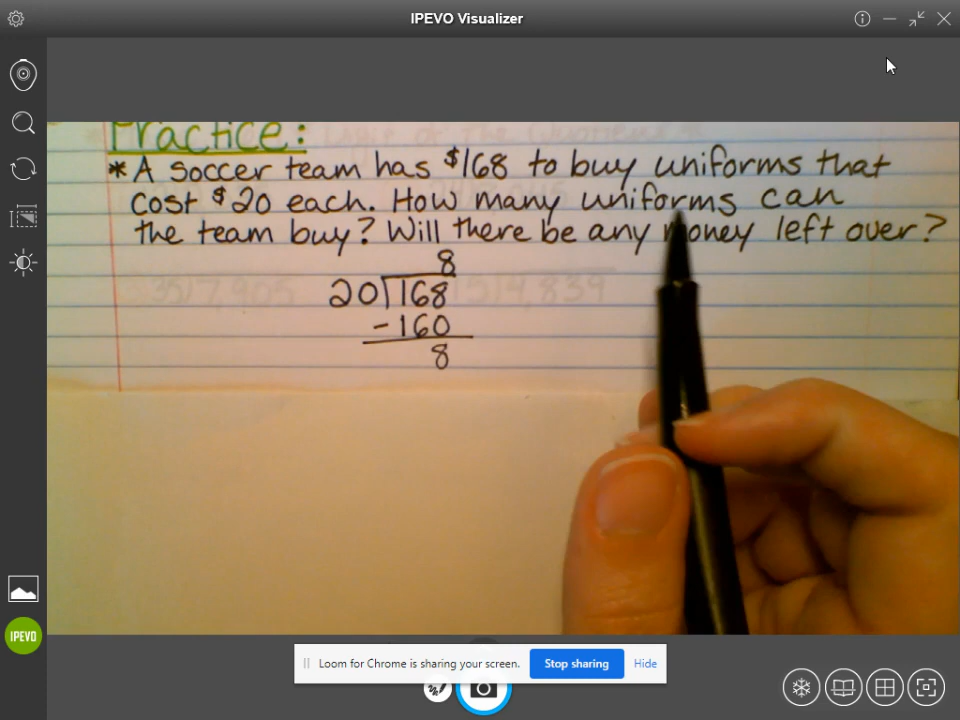 IPEVO Visualizer
Practice:
*A soccer team has $168 to buy uniforms that
cost $20 each. How many uniforms can
the team buy? Will there be any money left over?
8
20)168
-160
8
IPEVO
Loom for Chrome is sharing your screen. Stop sharing Hide